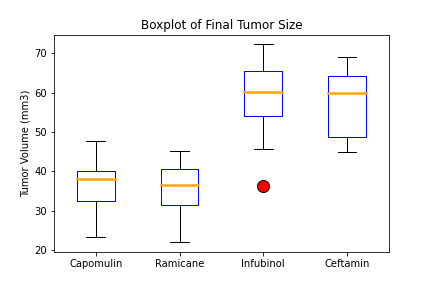 Boxplot of Final Tumor Size
Tumor Volume (mm3)
70
60
50
40
30
20
Capomulin Ramicane Infubinol Ceftamin